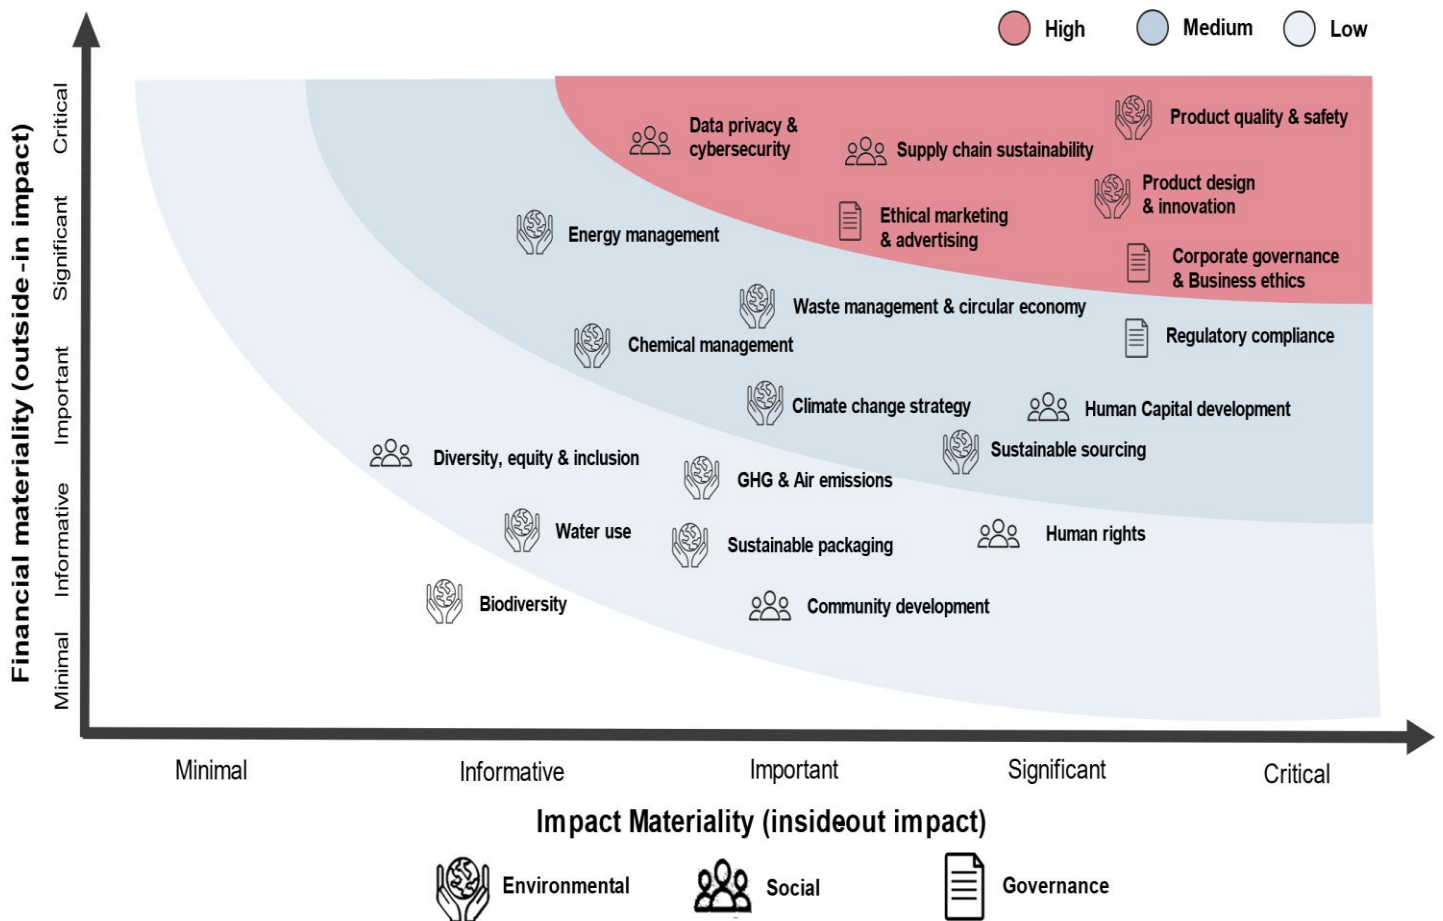 High
Medium
Low
Financial materiality (outside-in impact)
Critical
Significant
Important
Informative
Minimal
Data privacy &
cybersecurity
Supply chain sustainability
Product quality & safety
Product design
& innovation
Ethical marketing
& advertising
Corporate governance
& Business ethics
Energy management
Waste management & circular economy
Chemical management
Regulatory compliance
Climate change strategy
Human Capital development
Sustainable sourcing
Diversity, equity & inclusion
GHG & Air emissions
Water use
Sustainable packaging
Human rights
Biodiversity
Community development
Minimal
Informative
Important
Significant
Critical
Impact Materiality (insideout impact)
Environmental
Social
Governance